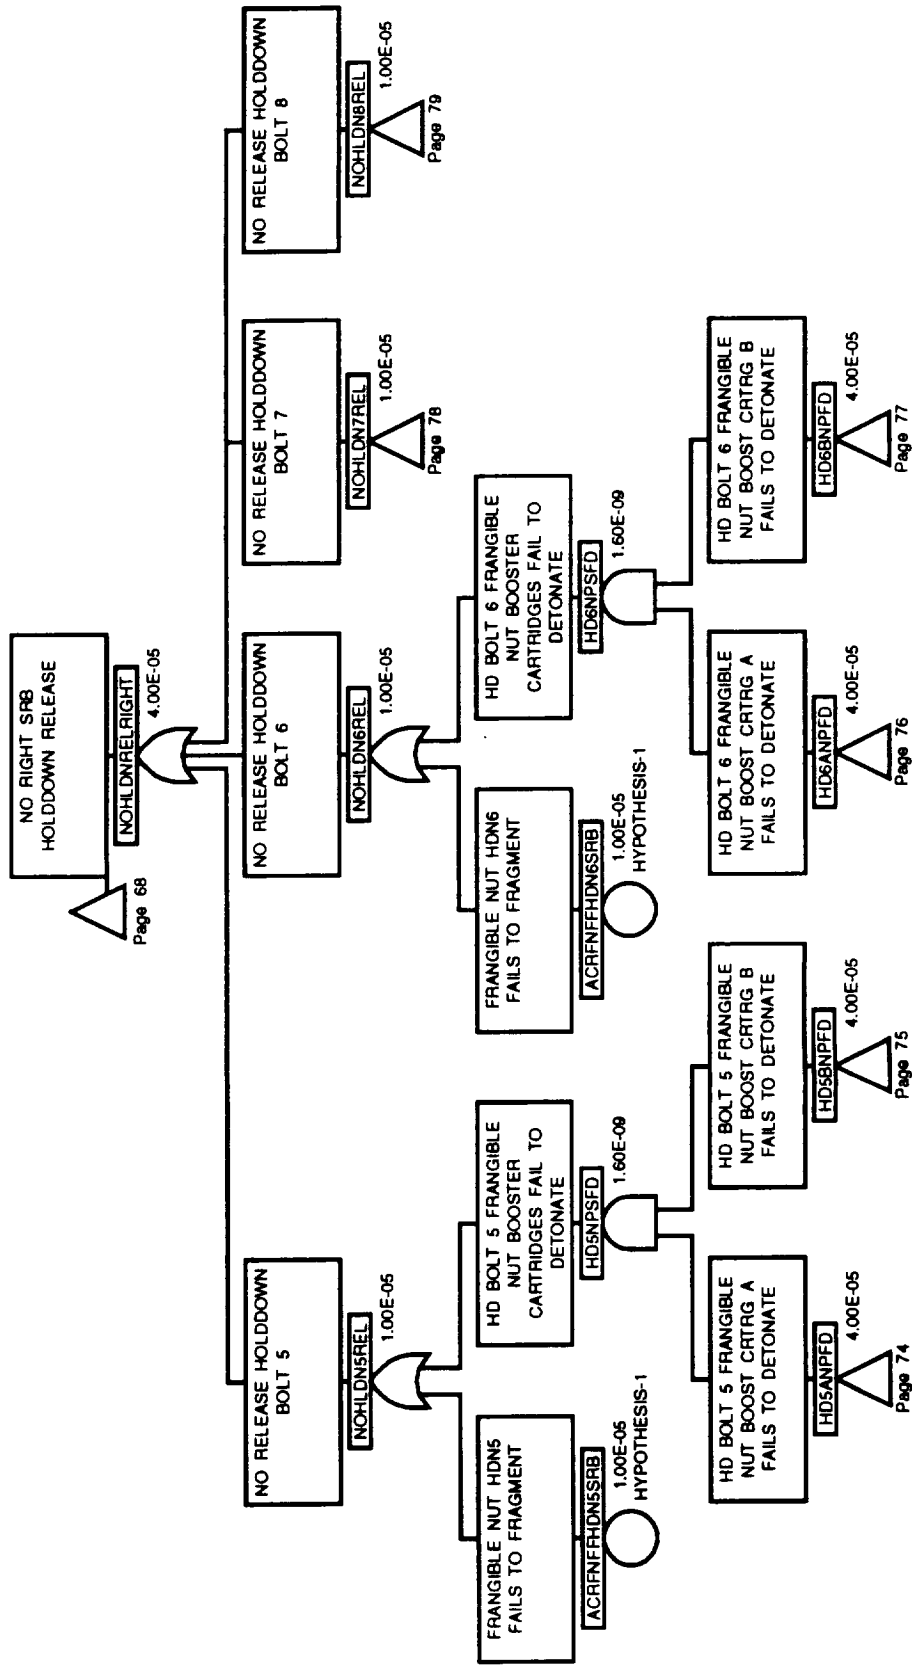 NO RIGHT SRB
HOLDDOWN RELEASE
Page 68
NOHLDNRELRIGHT
4.00E-05
NO RELEASE HOLDDOWN
BOLT 5
NOHLDN5REL
1.00E-05
NO RELEASE HOLDDOWN
BOLT 6
NOHLDN6REL
1.00E-05
NO RELEASE HOLDDOWN
BOLT 7
NOHLDN7REL
1.00E-05
Page 78
NO RELEASE HOLDDOWN
BOLT 8
NOHLDN8REL
1.00E-05
Page 79
FRANGIBLE NUT HDN5
FAILS TO FRAGMENT
ACRFNFFHDN5SRB
1.00E-05
HYPOTHESIS-1
HD BOLT 5 FRANGIBLE
NUT BOOSTER
CARTRIDGES FAIL TO
DETONATE
HD5NPSFD
1.60E-09
FRANGIBLE NUT HDN6
FAILS TO FRAGMENT
ACRFNFFHDN6SRB
1.00E-05
HYPOTHESIS-1
HD BOLT 6 FRANGIBLE
NUT BOOSTER
CARTRIDGES FAIL TO
DETONATE
HD6NPSFD
1.60E-09
HD BOLT 5 FRANGIBLE
NUT BOOST CRTRG A
FAILS TO DETONATE
HD5ANPFD
4.00E-05
Page 74
HD BOLT 5 FRANGIBLE
NUT BOOST CRTRG B
FAILS TO DETONATE
HD5BNPFD
4.00E-05
Page 75
HD BOLT 6 FRANGIBLE
NUT BOOST CRTRG A
FAILS TO DETONATE
HD6ANPFD
4.00E-05
Page 76
HD BOLT 6 FRANGIBLE
NUT BOOST CRTRG B
FAILS TO DETONATE
HD6BNPFD
4.00E-05
Page 77